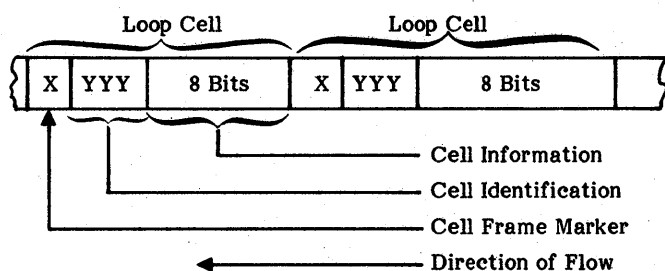 Loop Cell Loop Cell
X YYY 8 Bits X YYY 8 Bits
Cell Information
Cell Identification
Cell Frame Marker
Direction of Flow